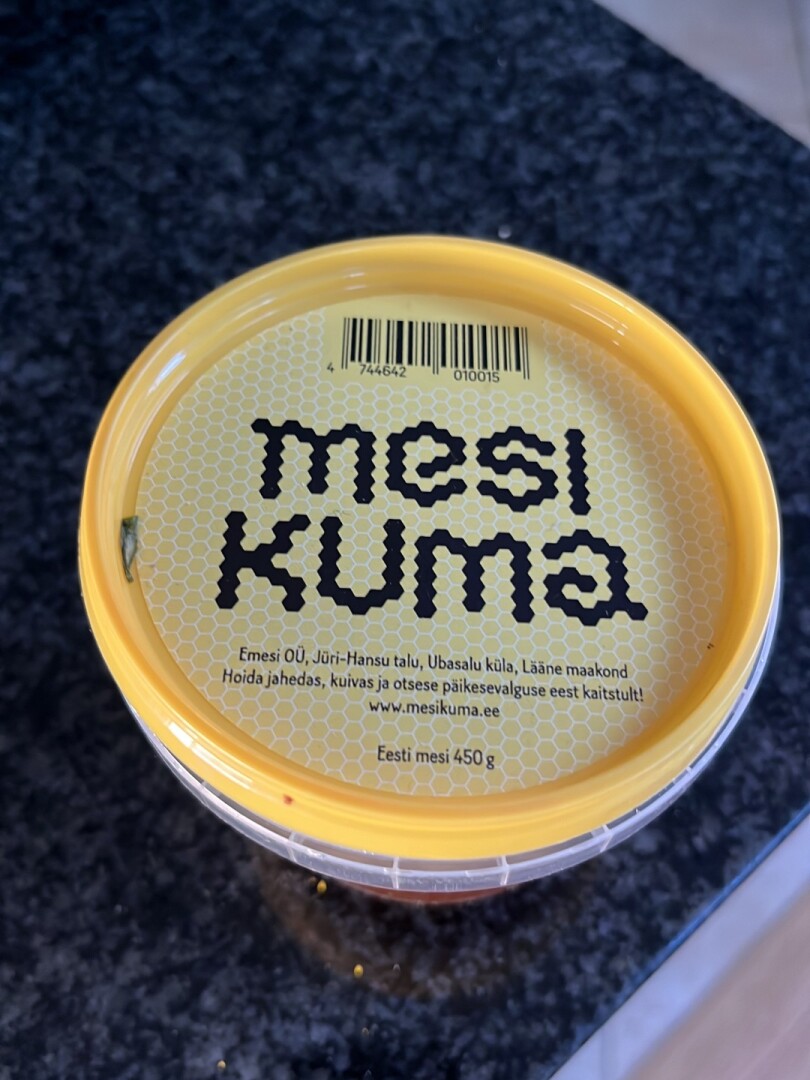 4 744642 010015
mesi
kuma
Emesi OÜ, Jüri-Hansu talu, Ubasalu küla, Lääne maakond
Hoida jahedas, kuivas ja otsese päikesevalguse eest kaitstult!
www.mesikuma.ee
Eesti mesi 450 g